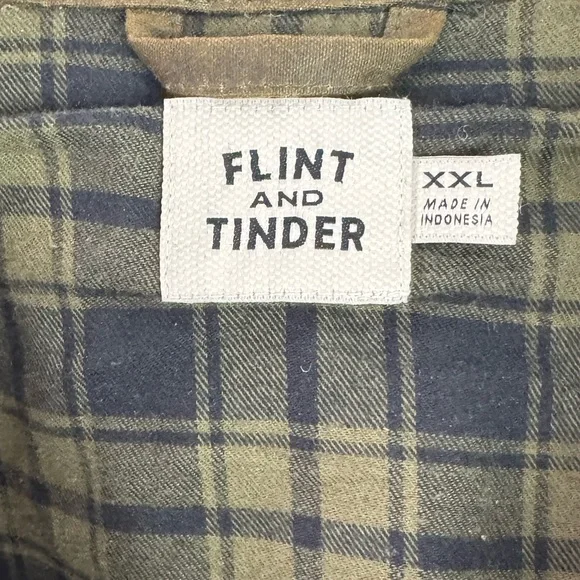 FLINT
AND
TINDER
XXL
MADE IN
INDONESIA